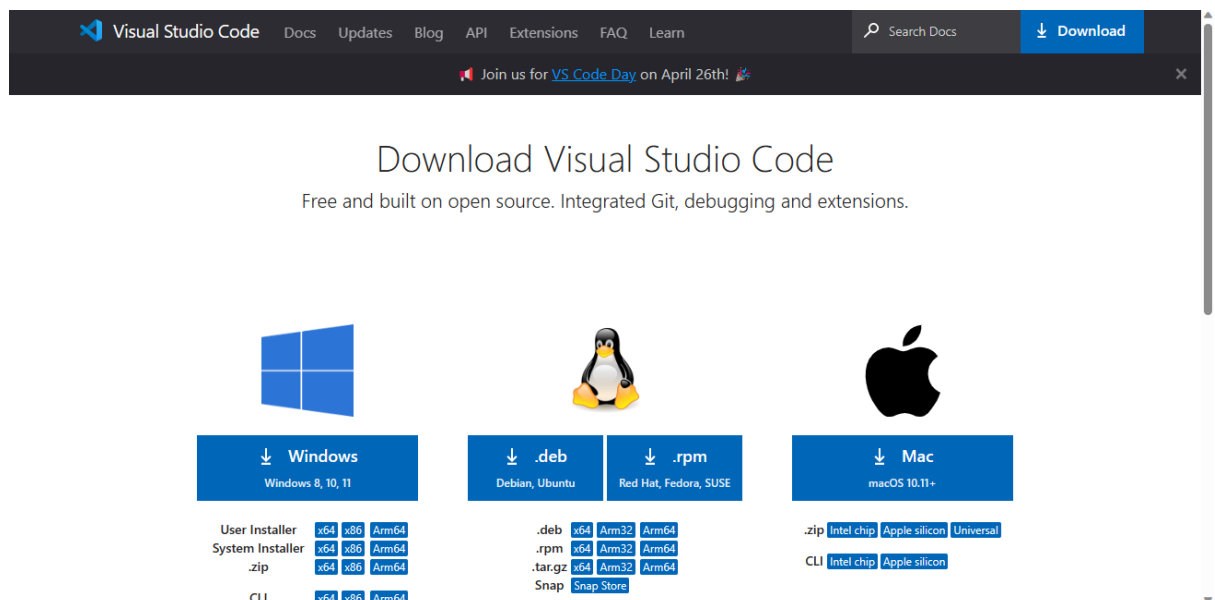 Visual Studio Code Docs Updates Blog API Extensions FAQ Learn Search Docs Download
Join us for VS Code Day on April 26th!
Download Visual Studio Code
Free and built on open source. Integrated Git, debugging and extensions.
Windows
Windows 8, 10, 11
.deb
Debian, Ubuntu
.rpm
Red Hat, Fedora, SUSE
Mac
macOS 10.11+
User Installer x64 x86 Arm64
System Installer x64 x86 Arm64
.zip x64 x86 Arm64
CLI x64 x86 Arm64
.deb x64 Arm32 Arm64
.rpm x64 Arm32 Arm64
.tar.gz x64 Arm32 Arm64
Snap Snap Store
.zip Intel chip Apple silicon Universal
CLI Intel chip Apple silicon